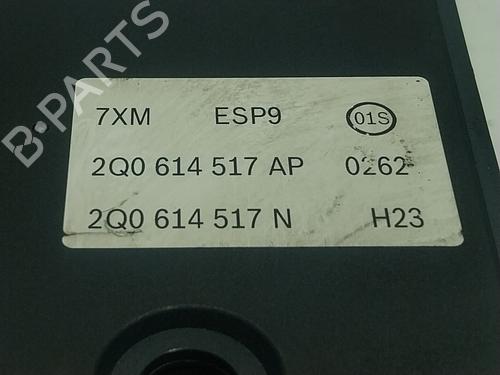 B-PARTS
7XM ESP9 01S
2Q0 614 517 AP 0262
2Q0 614 517 N H23